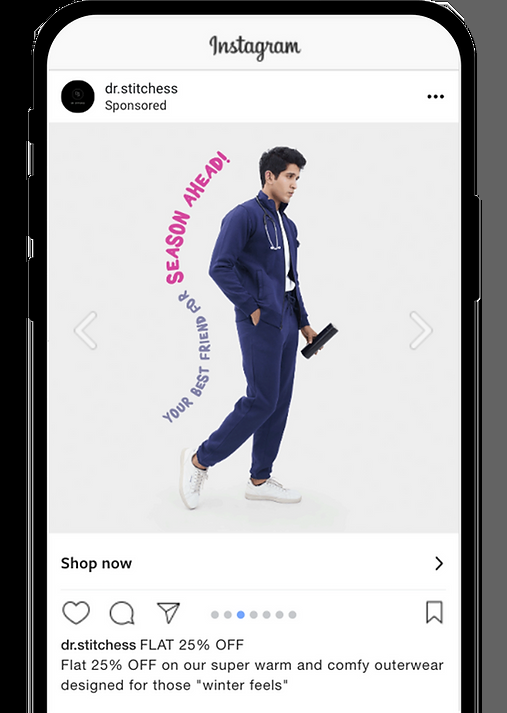 Instagram
dr.stitchess
Sponsored
YOUR BEST FRIEND FOR
SEASON AHEAD!
Shop now
dr.stitchess FLAT 25% OFF
Flat 25% OFF on our super warm and comfy outerwear
designed for those "winter feels"